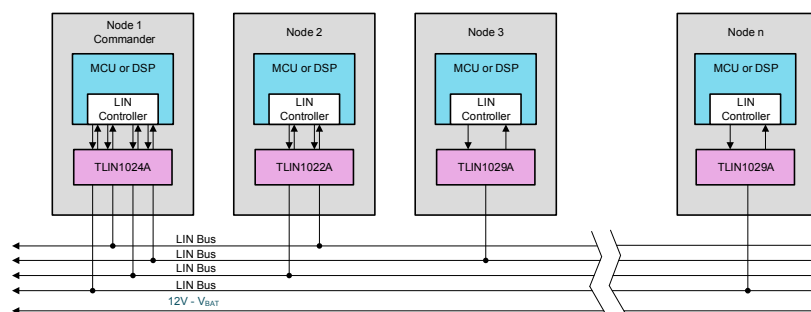 Node 1
Commander
MCU or DSP
LIN
Controller
TLIN1024A
Node 2
MCU or DSP
LIN
Controller
TLIN1022A
Node 3
MCU or DSP
LIN
Controller
TLIN1029A
Node n
MCU or DSP
LIN
Controller
TLIN1029A
LIN Bus
LIN Bus
LIN Bus
LIN Bus
12V - VBAT